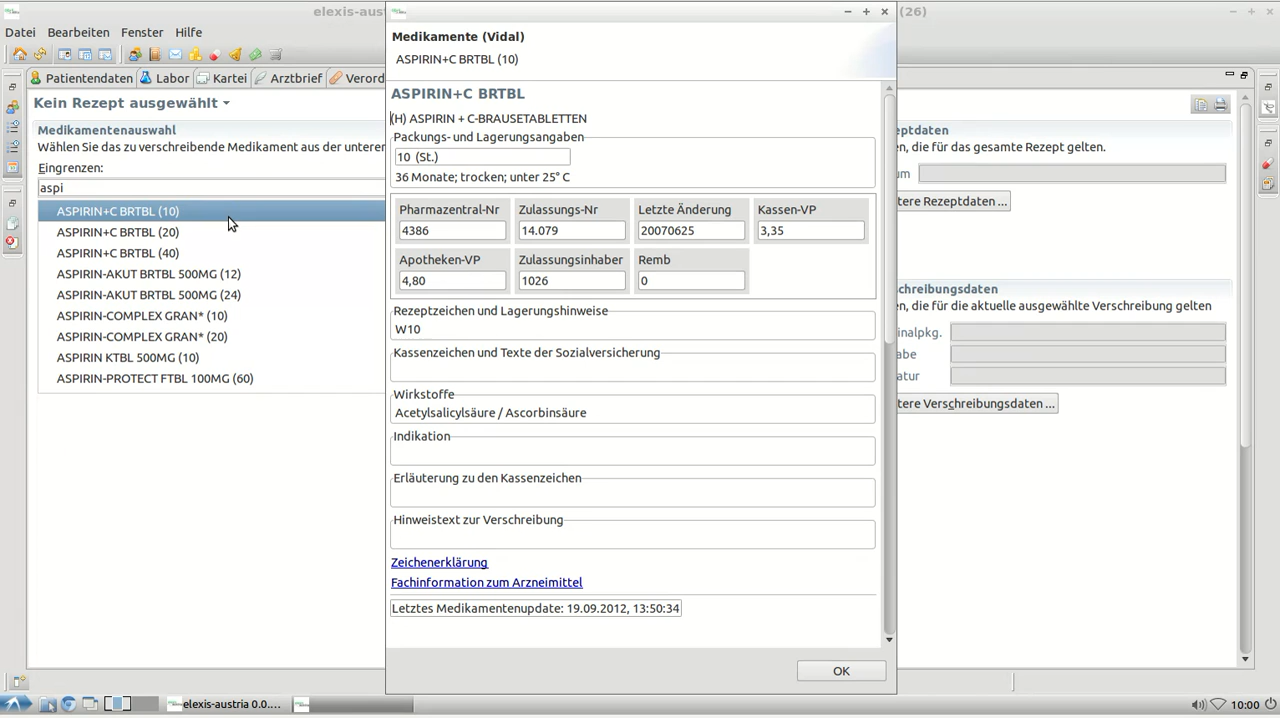 elexis-aust
Datei Bearbeiten Fenster Hilfe
Patientendaten Labor Kartei Arztbrief Verord
Kein Rezept ausgewählt
Medikamentenauswahl
Wählen Sie das zu verschreibende Medikament aus der unteren
Eingrenzen:
aspi
ASPIRIN+C BRTBL (10)
ASPIRIN+C BRTBL (20)
ASPIRIN+C BRTBL (40)
ASPIRIN-AKUT BRTBL 500MG (12)
ASPIRIN-AKUT BRTBL 500MG (24)
ASPIRIN-COMPLEX GRAN* (10)
ASPIRIN-COMPLEX GRAN* (20)
ASPIRIN KTBL 500MG (10)
ASPIRIN-PROTECT FTBL 100MG (60)
Medikamente (Vidal)
ASPIRIN+C BRTBL (10)
ASPIRIN+C BRTBL
(H) ASPIRIN + C-BRAUSETABLETTEN
Packungs- und Lagerungsangaben
10 (St.)
36 Monate; trocken; unter 25° C
Pharmazentral-Nr Zulassungs-Nr Letzte Änderung Kassen-VP
4386 14.079 20070625 3,35
Apotheken-VP Zulassungsinhaber Remb
4,80 1026 0
Rezeptzeichen und Lagerungshinweise
W10
Kassenzeichen und Texte der Sozialversicherung
Wirkstoffe
Acetylsalicylsäure / Ascorbinsäure
Indikation
Erläuterung zu den Kassenzeichen
Hinweistext zur Verschreibung
Zeichenerklärung
Fachinformation zum Arzneimittel
Letztes Medikamentenupdate: 19.09.2012, 13:50:34
OK
(26)
eptdaten
en, die für das gesamte Rezept gelten.
um
tere Rezeptdaten ...
chreibungsdaten
en, die für die aktuelle ausgewählte Verschreibung gelten
inalpkg.
abe
atur
tere Verschreibungsdaten ...
elexis-austria 0.0....
10:00